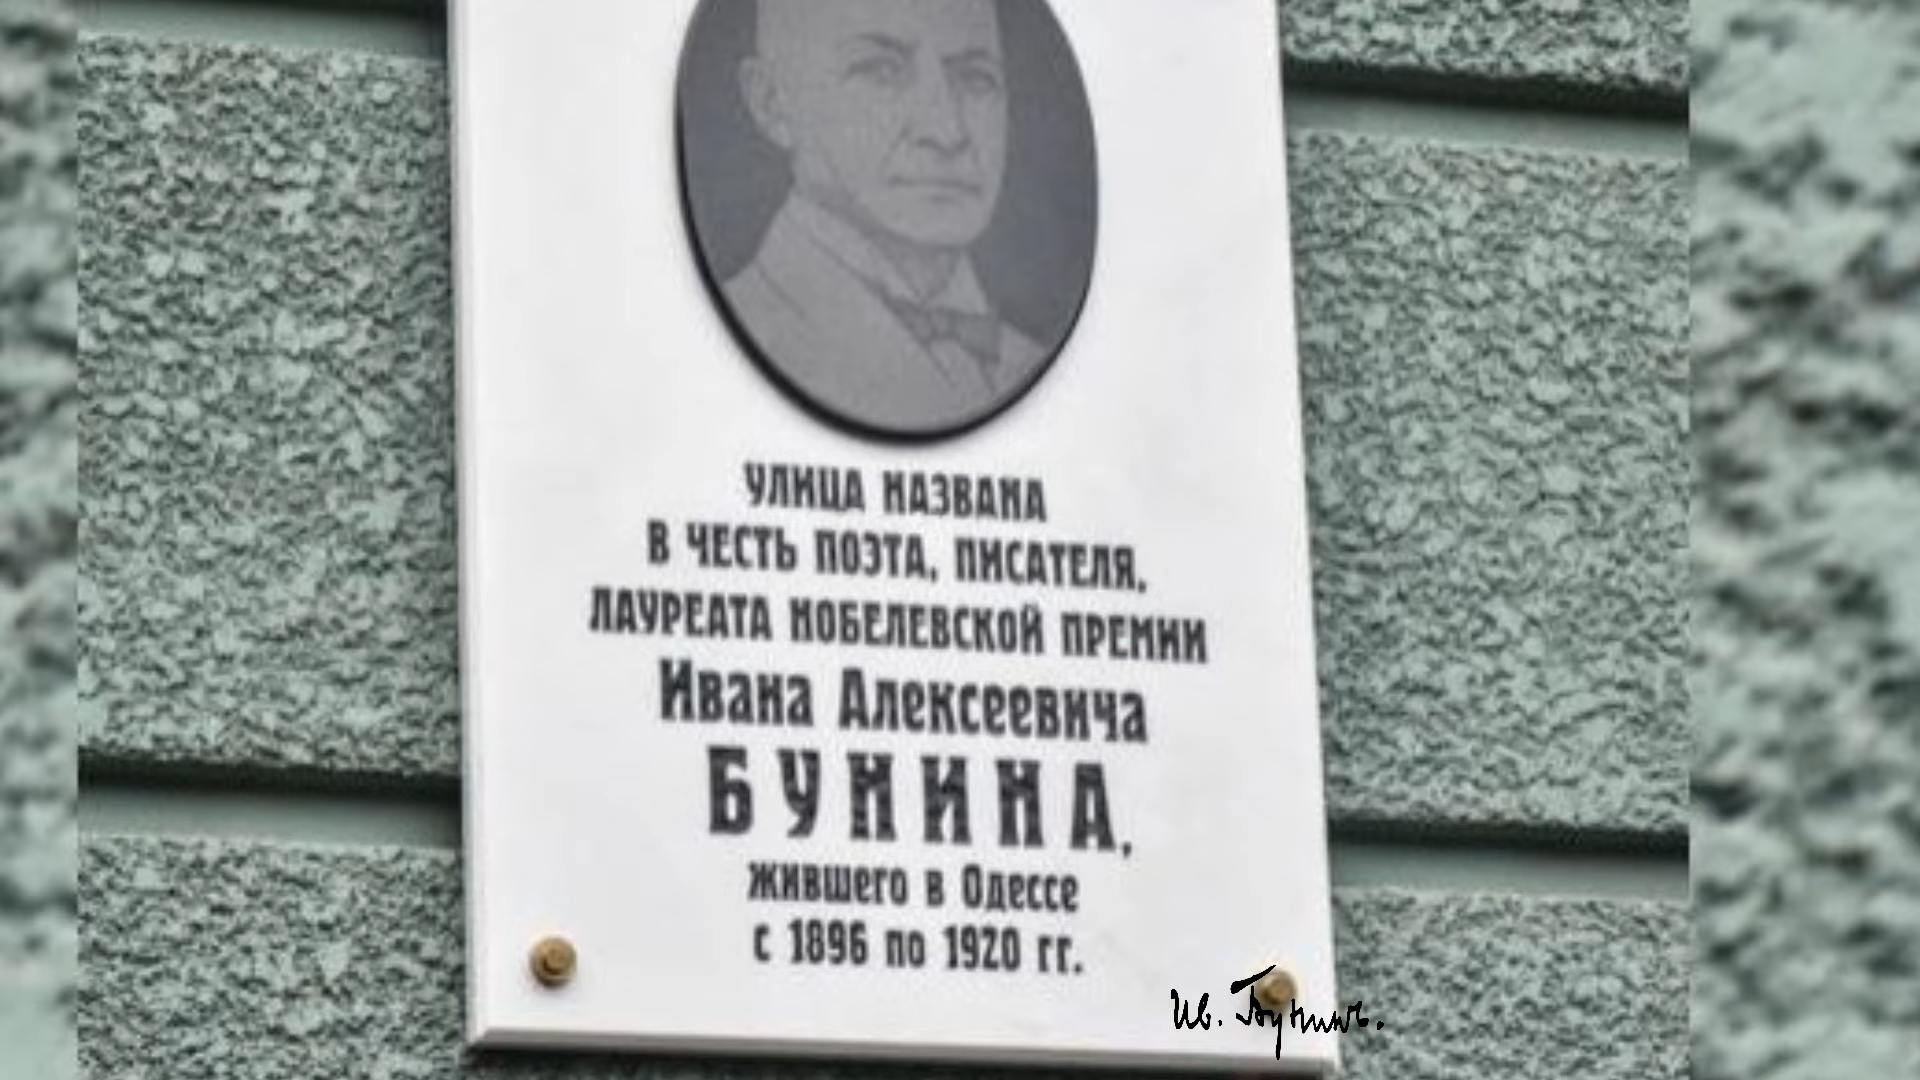 УЛИЦА НАЗВАНА
В ЧЕСТЬ ПОЭТА, ПИСАТЕЛЯ,
ЛАУРЕАТА НОБЕЛЕВСКОЙ ПРЕМИИ
Ивана Алексеевича
БУНИНА,
жившего в Одессе
с 1896 по 1920 гг.
Ив. Бунинъ.